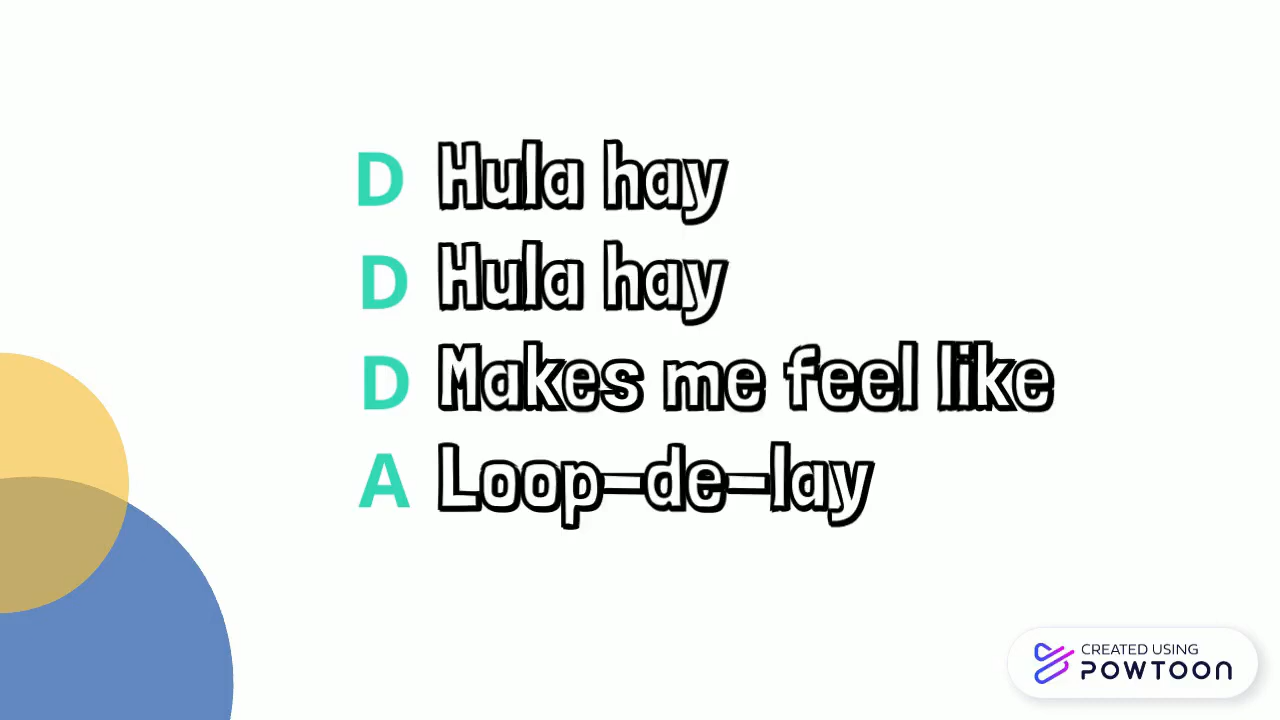 D Hula hay
D Hula hay
D Makes me feel like
A Loop-de-lay
CREATED USING
POWTOON